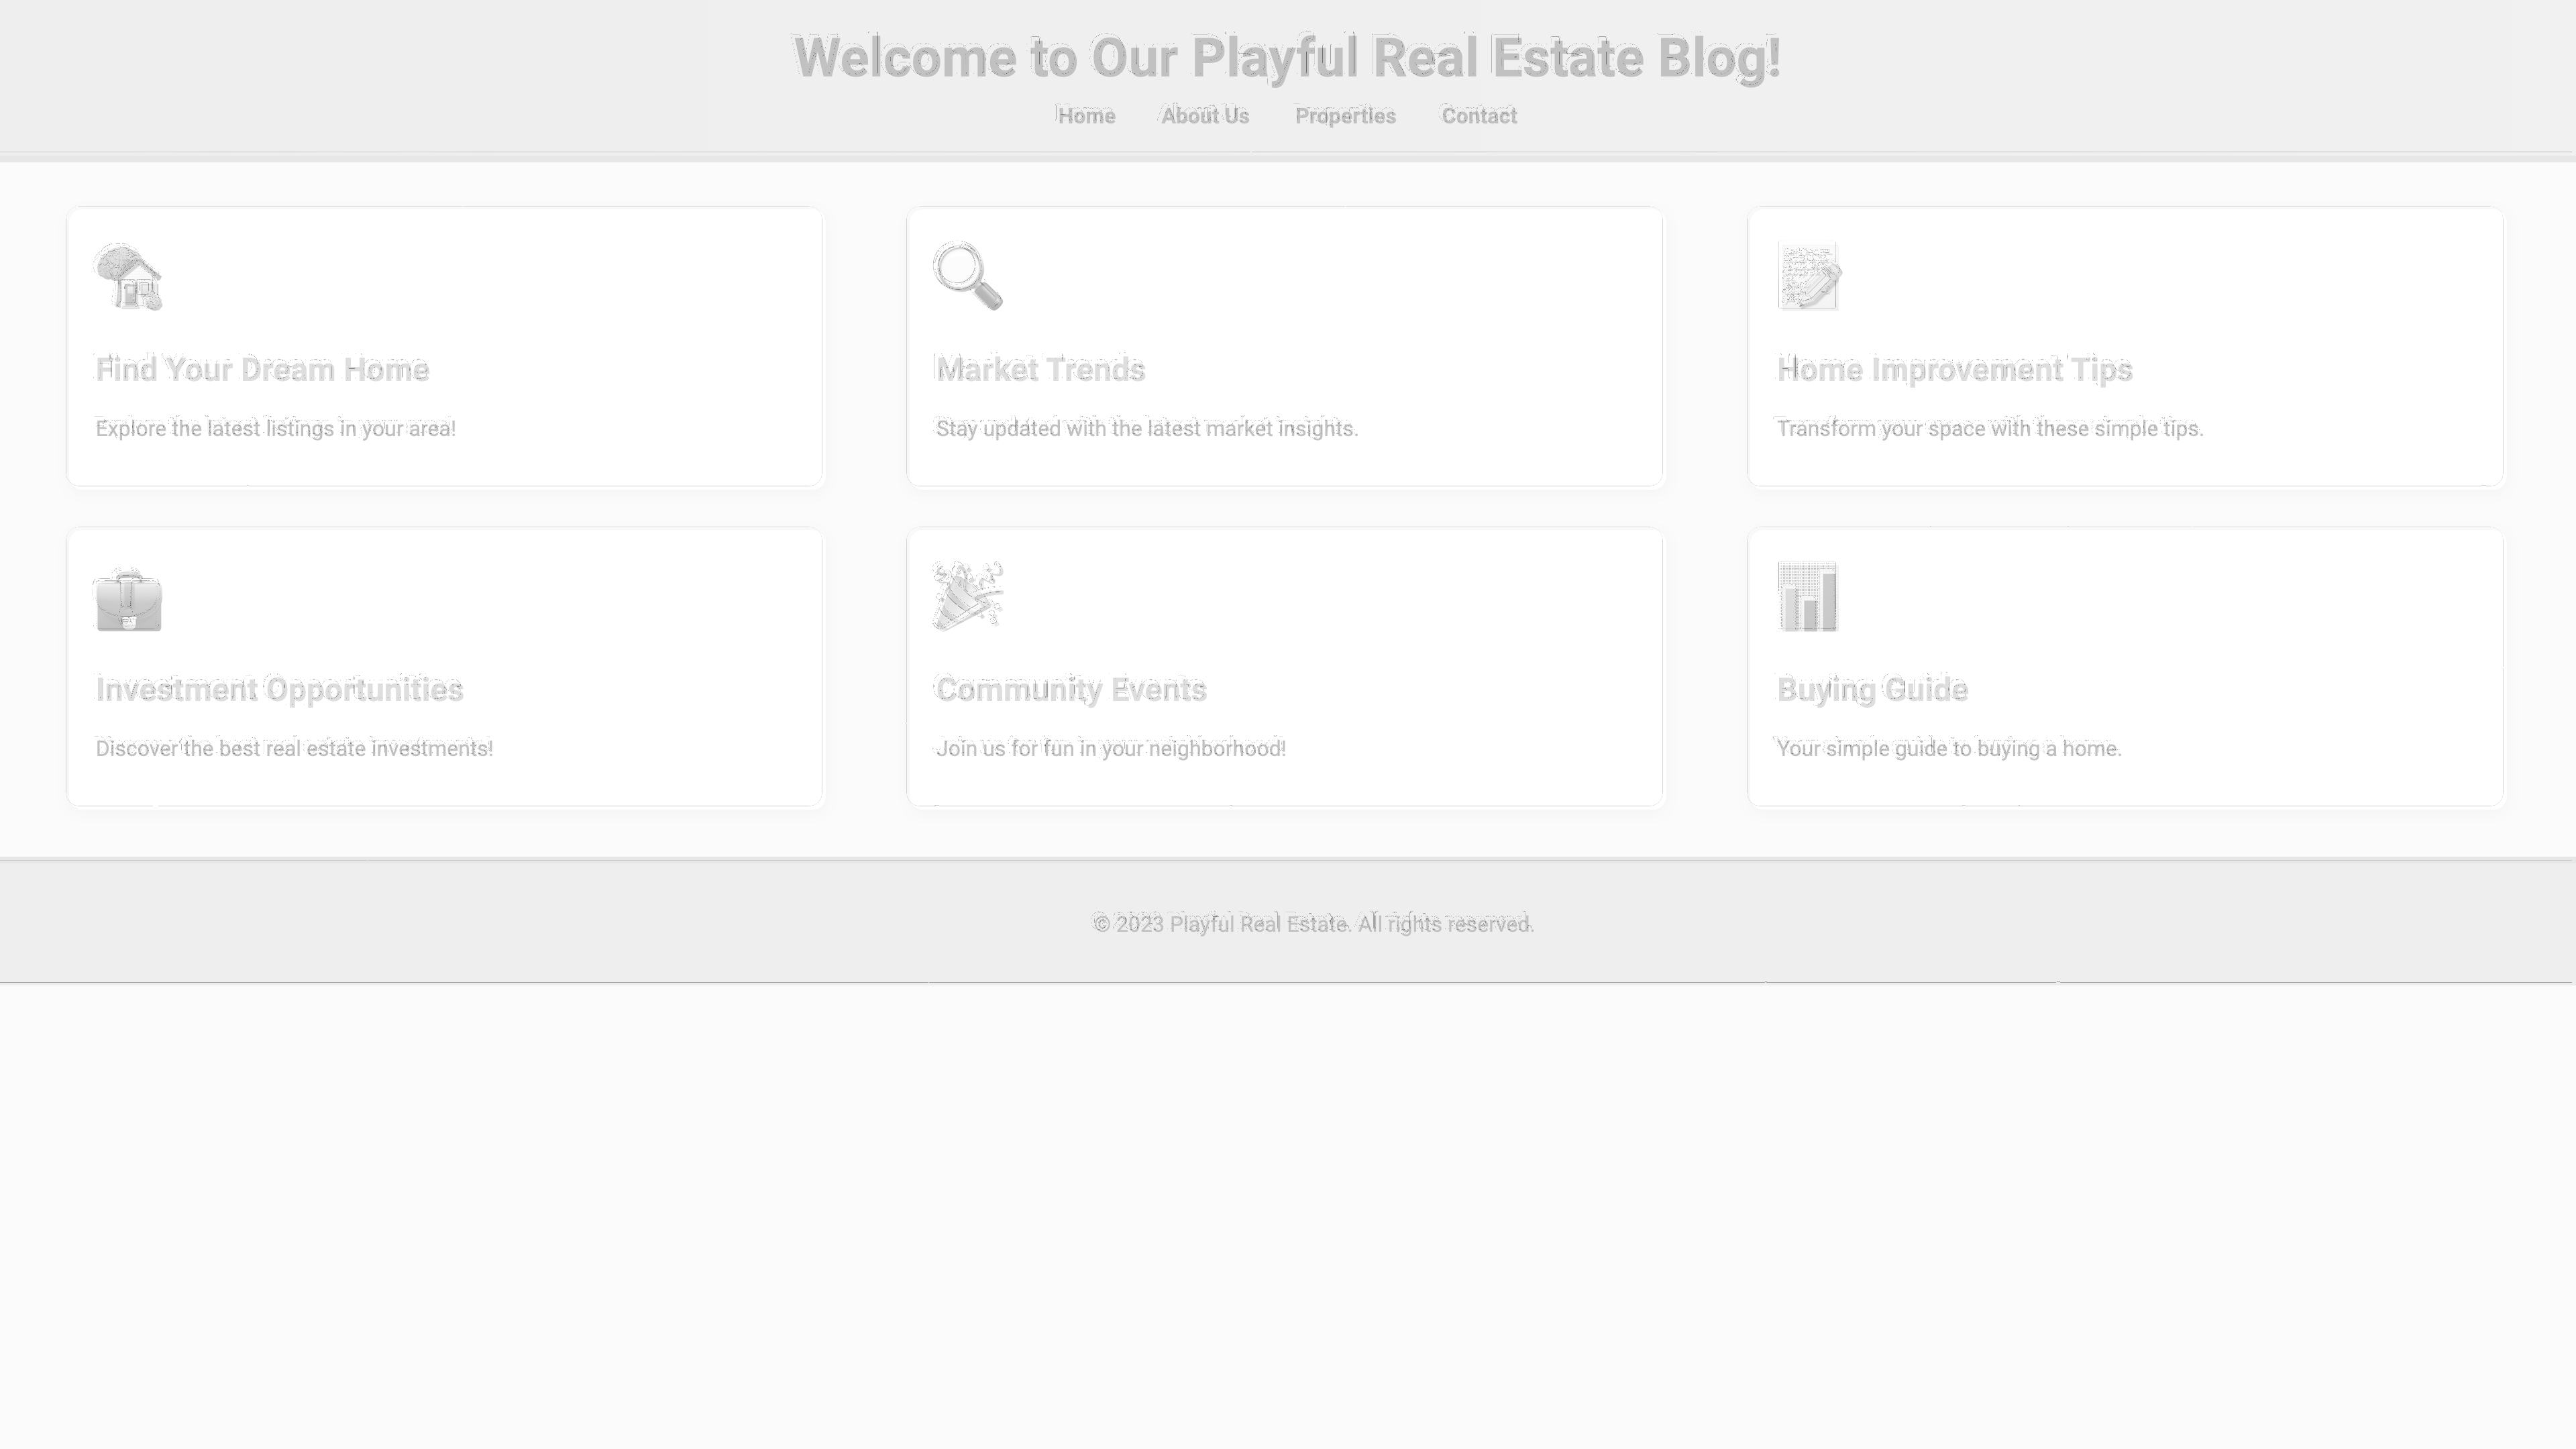 Welcome to Our Playful Real Estate Blog!
Home About Us Properties Contact
Find Your Dream Home
Explore the latest listings in your area!
Market Trends
Stay updated with the latest market insights.
Home Improvement Tips
Transform your space with these simple tips.
Investment Opportunities
Discover the best real estate investments!
Community Events
Join us for fun in your neighborhood!
Buying Guide
Your simple guide to buying a home.
© 2023 Playful Real Estate. All rights reserved.